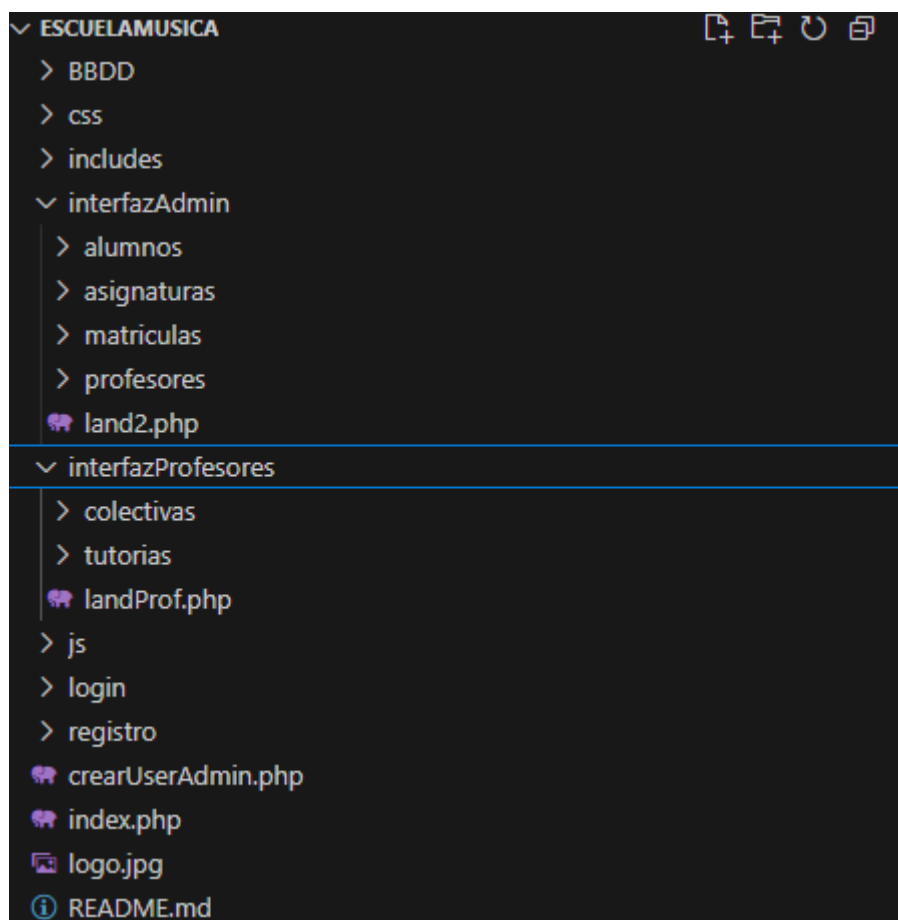 ESCUELAMUSICA
BBDD
css
includes
interfazAdmin
alumnos
asignaturas
matriculas
profesores
land2.php
interfazProfesores
colectivas
tutorias
landProf.php
js
login
registro
crearUserAdmin.php
index.php
logo.jpg
README.md